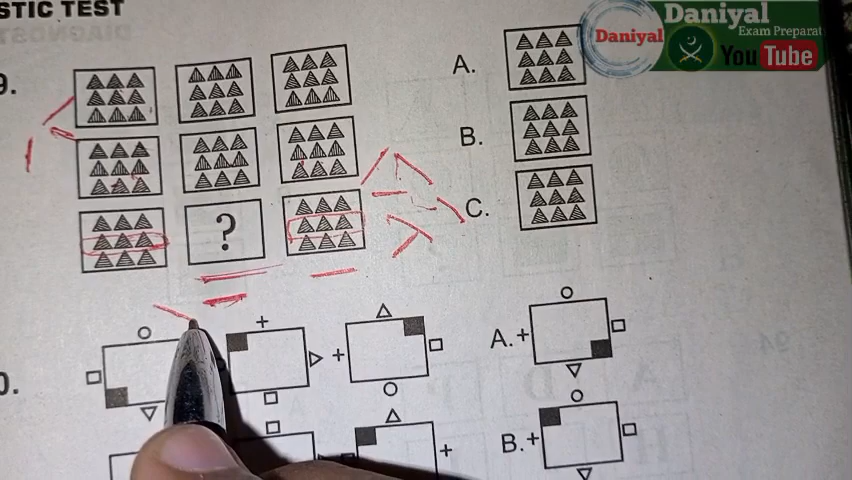 STIC TEST
Daniyal
Exam Preparat
Daniyal
YouTube
9.
A.
B.
?
C.
0.
+
+
A.
+
+
B.
+